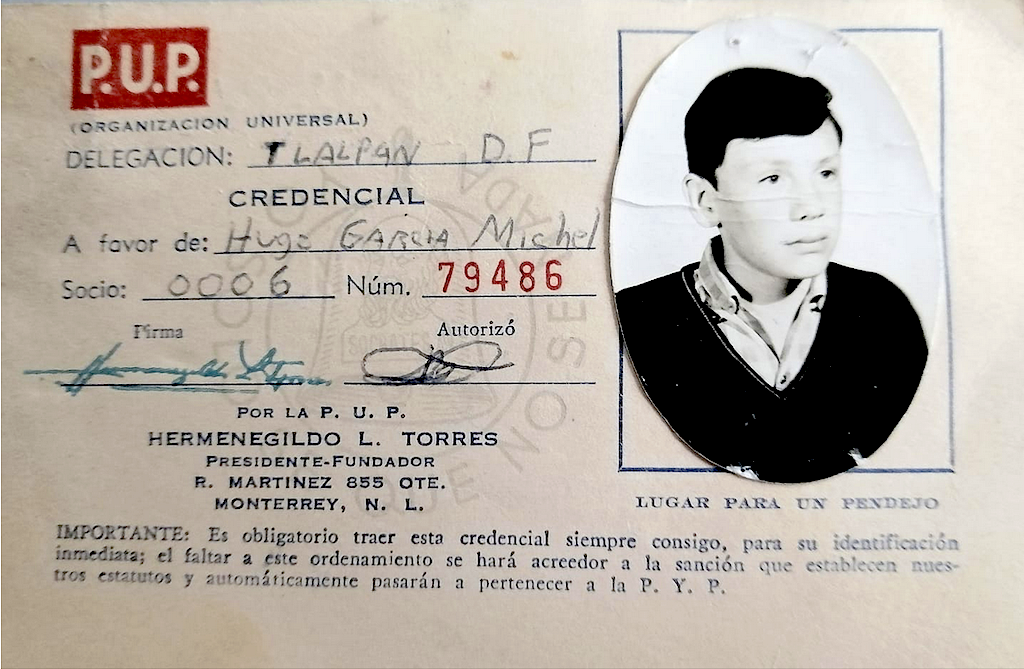 P.U.P.
(ORGANIZACION UNIVERSAL)
DELEGACION: TLALPAN D.F
CREDENCIAL
A favor de: Hugo GARCIA Michel
Socio: 0006 Núm. 79486
Firma Autorizó
POR LA P. U. P.
HERMENEGILDO L. TORRES
PRESIDENTE-FUNDADOR
R. MARTINEZ 855 OTE.
MONTERREY, N. L.
LUGAR PARA UN PENDEJO
IMPORTANTE: Es obligatorio traer esta credencial siempre consigo, para su identificación
inmediata; el faltar a este ordenamiento se hará acreedor a la sanción que establecen nues-
tros estatutos y automáticamente pasarán a pertenecer a la P. Y. P.